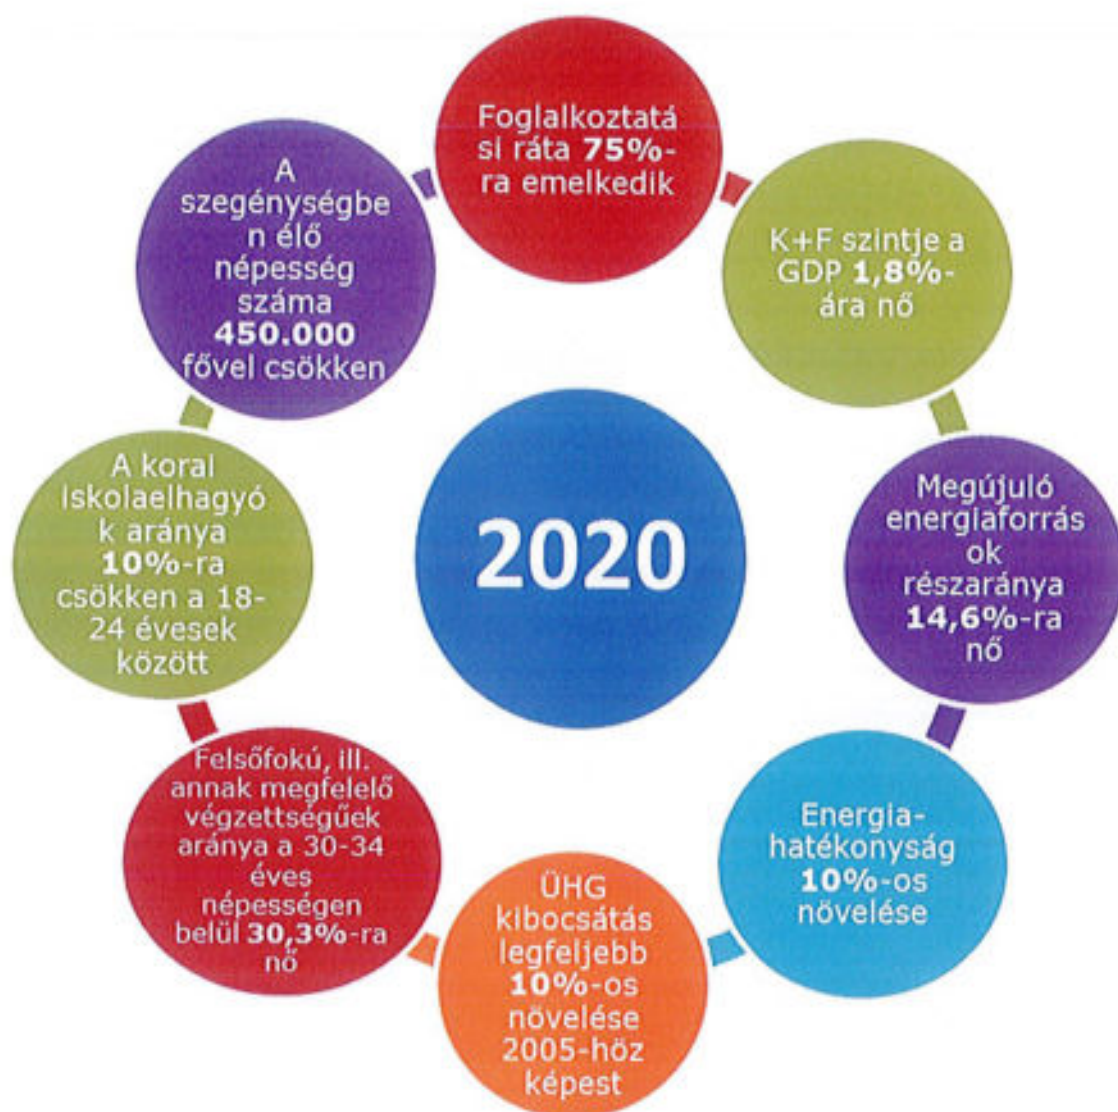 Foglalkoztatá
si ráta 75%-
ra emelkedik
K+F szintje a
GDP 1,8%-
ára nő
Megújuló
energiaforrás
ok
részaránya
14,6%-ra
nő
Energia-
hatékonyság
10%-os
növelése
ÜHG
kibocsátás
legfeljebb
10%-os
növelése
2005-höz
képest
Felsőfokú, ill.
annak megfelelő
végzettségűek
aránya a 30-34
éves
népességen
belül 30,3%-ra
nő
A korai
iskolaelhagyó
k aránya
10%-ra
csökken a 18-
24 évesek
között
A
szegénységbe
n élő
népesség
száma
450.000
fővel csökken
2020